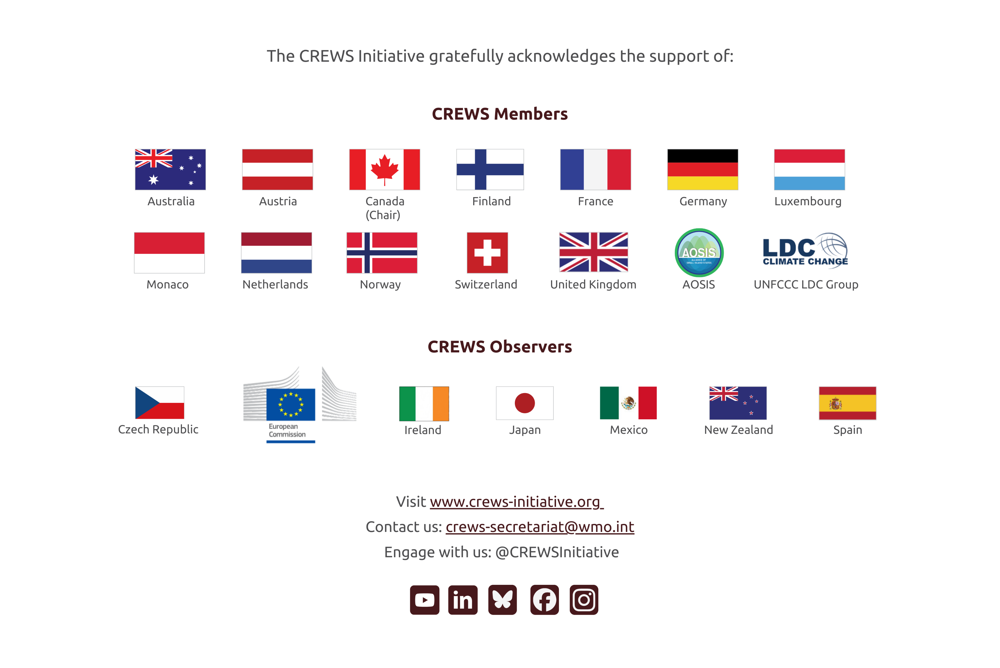 The CREWS Initiative gratefully acknowledges the support of:
CREWS Members
Australia
Austria
Canada
(Chair)
Finland
France
Germany
Luxembourg
AOSIS
ALLIANCE OF
SMALL ISLAND STATES
LDC
CLIMATE CHANGE
Monaco
Netherlands
Norway
Switzerland
United Kingdom
AOSIS
UNFCCC LDC Group
CREWS Observers
Czech Republic
European
Commission
Ireland
Japan
Mexico
New Zealand
Spain
Visit www.crews-initiative.org
Contact us: crews-secretariat@wmo.int
Engage with us: @CREWSInitiative